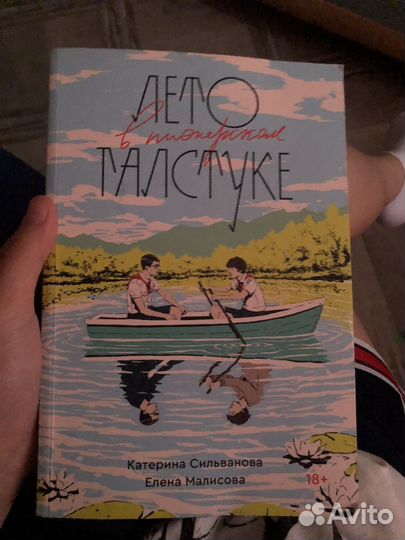 ЛЕТО
в пионерском
ГАЛСТУКЕ
Катерина Сильванова
Елена Малисова
18+
Avito